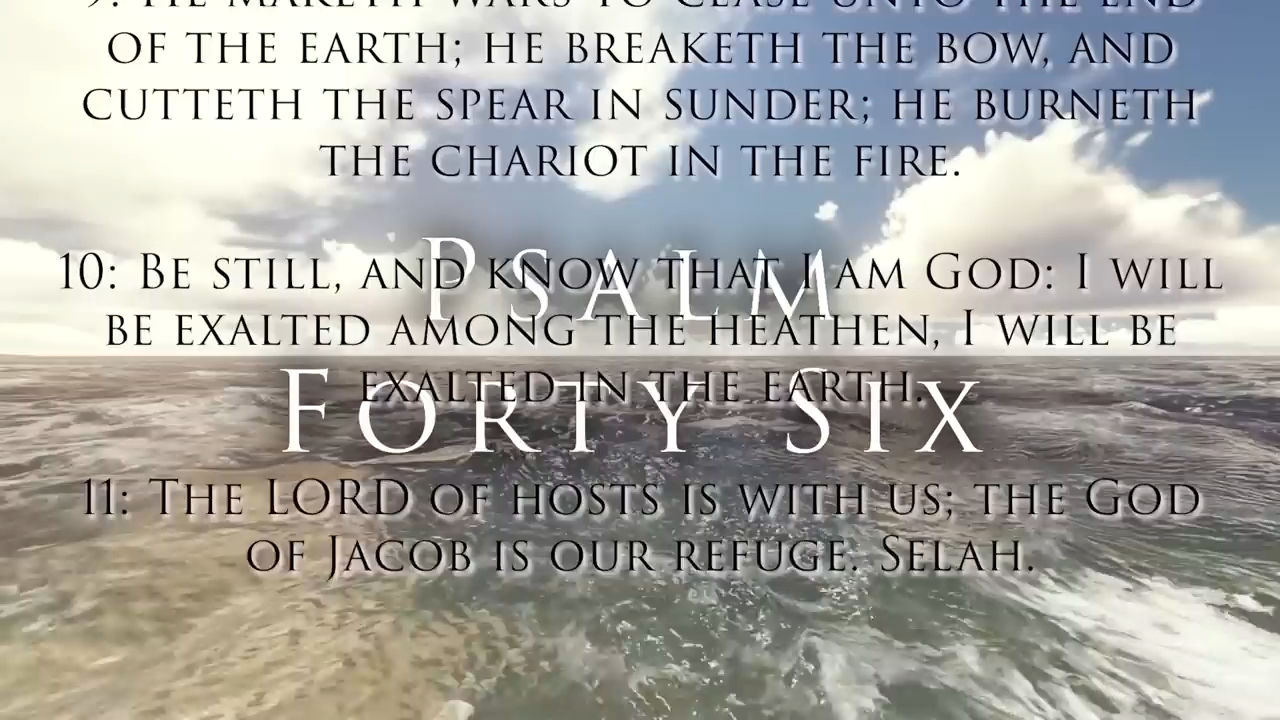 9: He maketh wars to cease unto the end
of the earth; he breaketh the bow, and
cutteth the spear in sunder; he burneth
the chariot in the fire.
Psalm
10: Be still, and know that I am God: I will
be exalted among the heathen, I will be
exalted in the earth.
Forty Six
11: The LORD of hosts is with us; the God
of Jacob is our refuge. Selah.